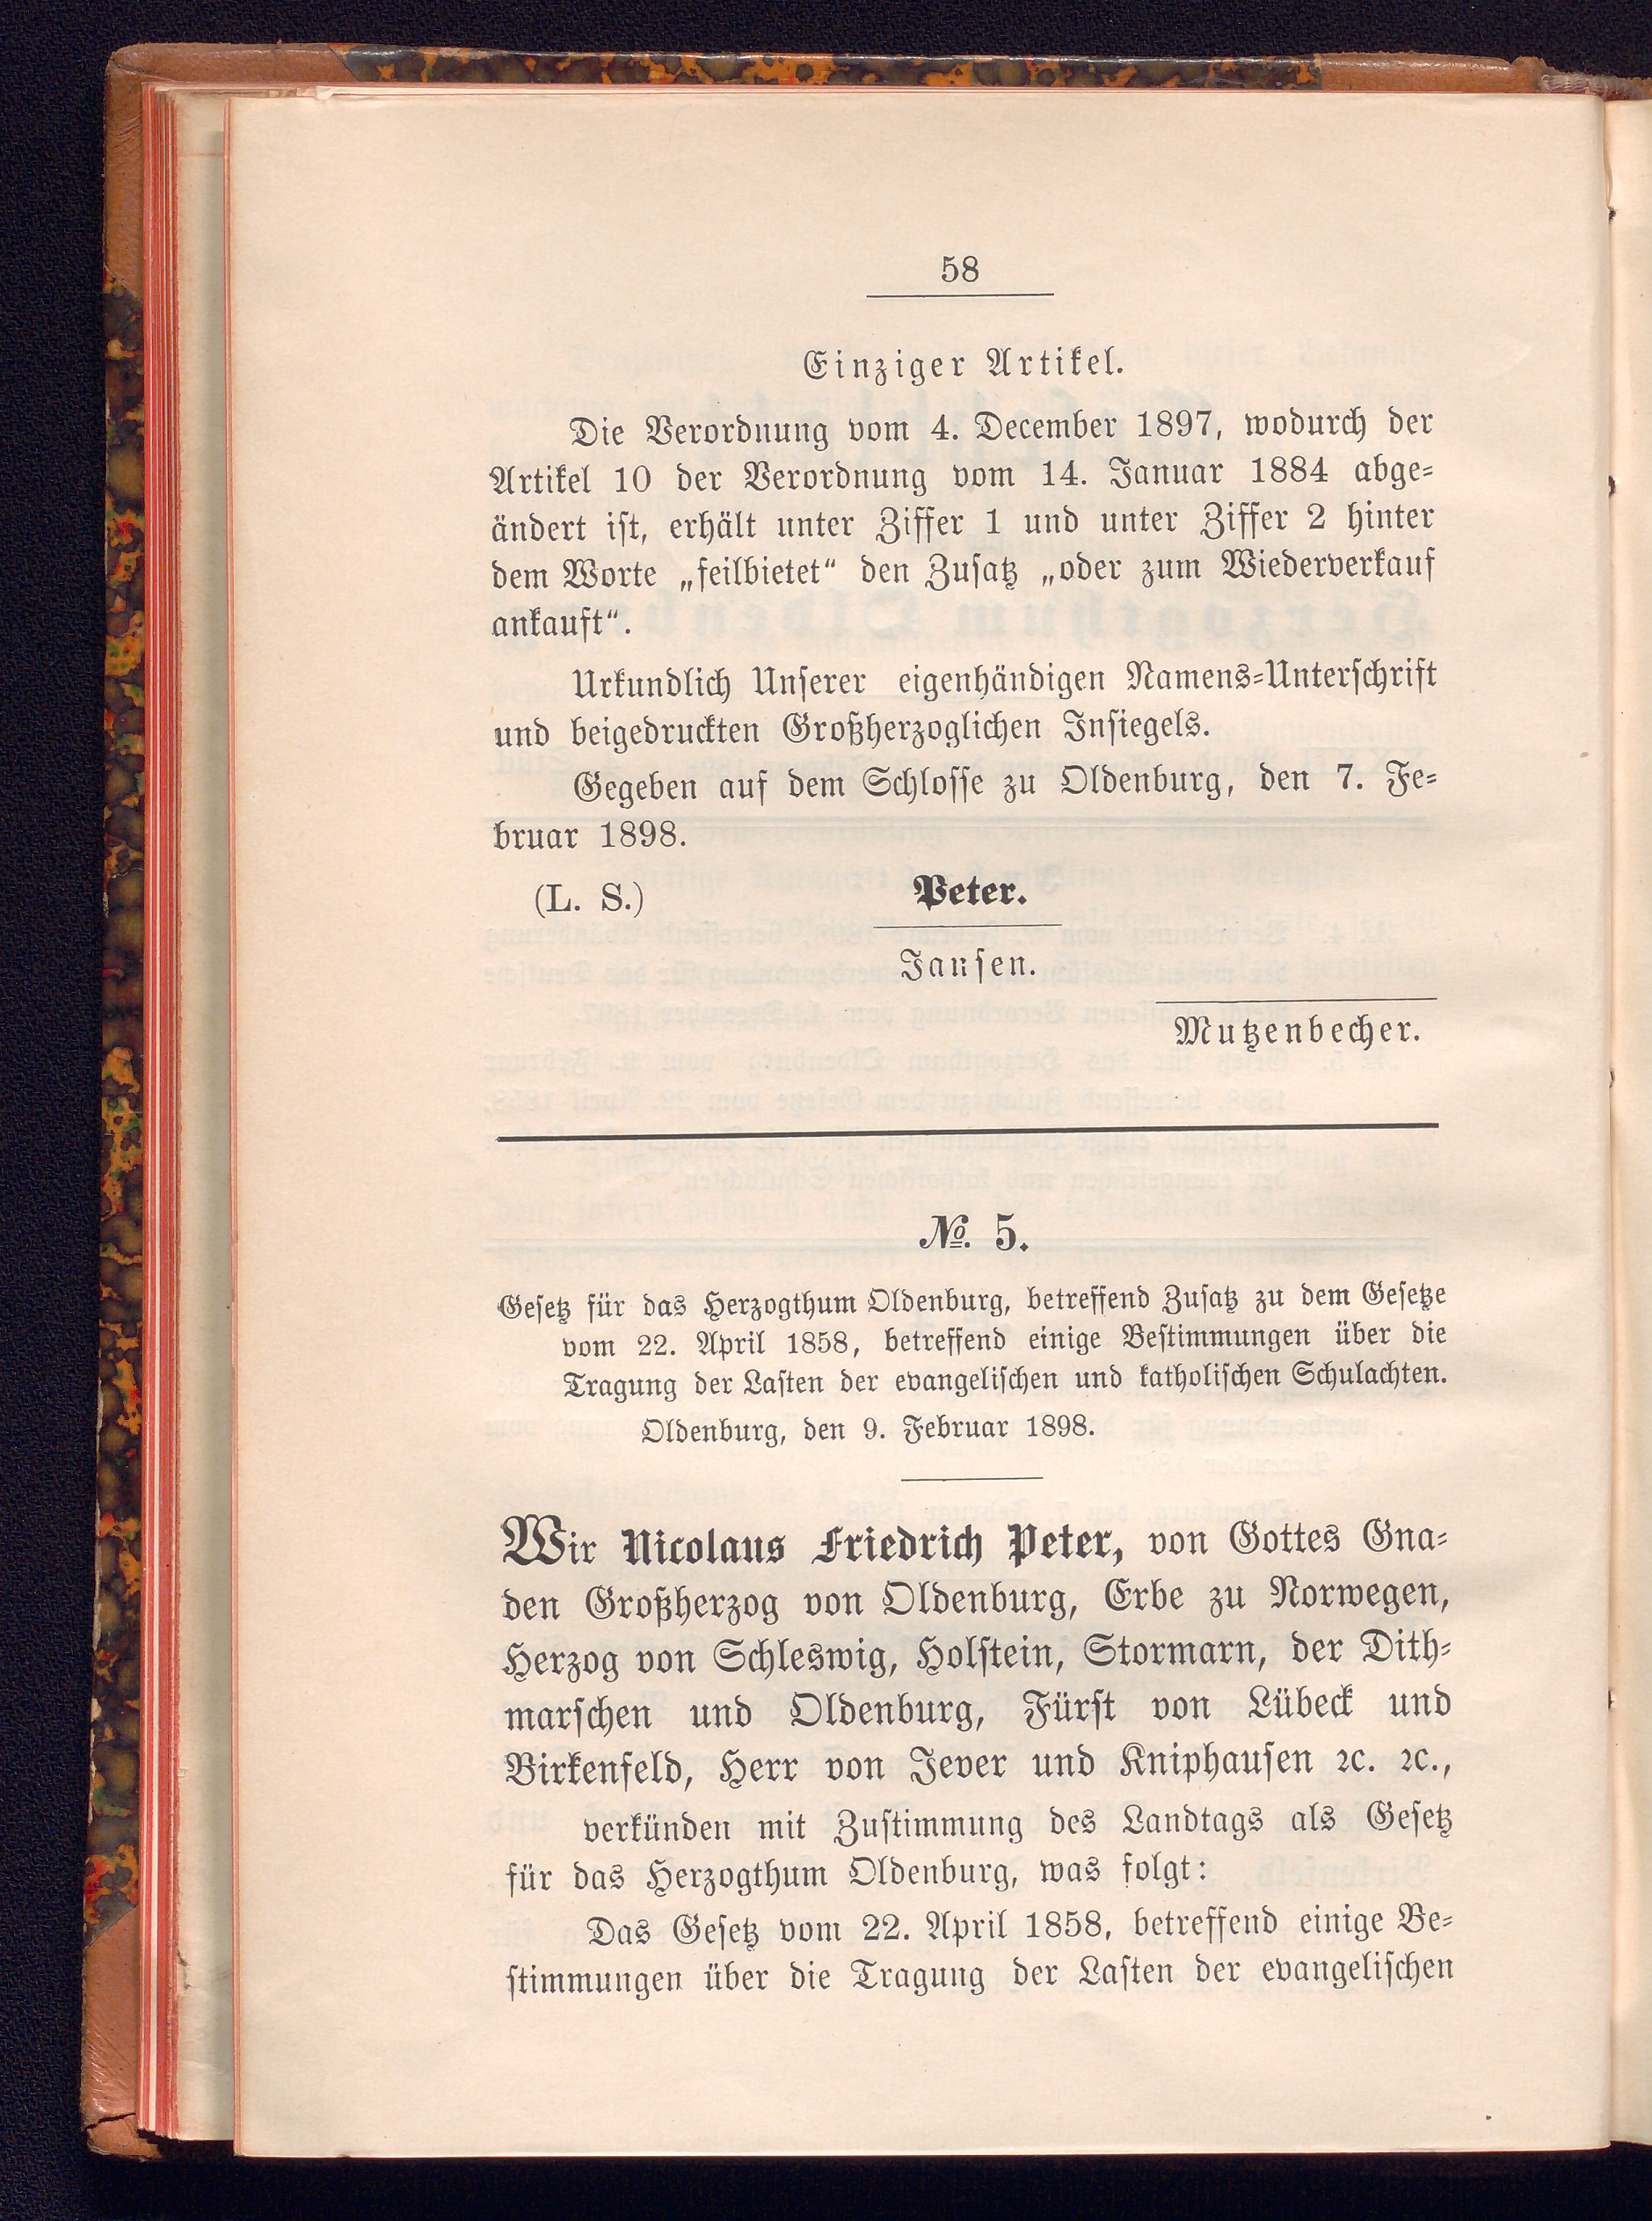 58
Einziger Artikel.
Die Verordnung vom 4. December 1897, wodurch der
Artikel 10 der Verordnung vom 14. Januar 1884 abge-
ändert ist, erhält unter Ziffer 1 und unter Ziffer 2 hinter
dem Worte „feilbietet“ den Zusatz „oder zum Wiederverkauf
ankauft“.
Urkundlich Unserer eigenhändigen Namens-Unterschrift
und beigedruckten Großherzoglichen Insiegels.
Gegeben auf dem Schlosse zu Oldenburg, den 7. Fe-
bruar 1898.
(L. S.) Peter.
Jansen.
Mutzenbecher.
№. 5.
Gesetz für das Herzogthum Oldenburg, betreffend Zusatz zu dem Gesetze
vom 22. April 1858, betreffend einige Bestimmungen über die
Tragung der Lasten der evangelischen und katholischen Schulachten.
Oldenburg, den 9. Februar 1898.
Wir Nicolaus Friedrich Peter, von Gottes Gna-
den Großherzog von Oldenburg, Erbe zu Norwegen,
Herzog von Schleswig, Holstein, Stormarn, der Dith-
marschen und Oldenburg, Fürst von Lübeck und
Birkenfeld, Herr von Jever und Kniphausen ꝛc. ꝛc.,
verkünden mit Zustimmung des Landtags als Gesetz
für das Herzogthum Oldenburg, was folgt:
Das Gesetz vom 22. April 1858, betreffend einige Be-
stimmungen über die Tragung der Lasten der evangelischen